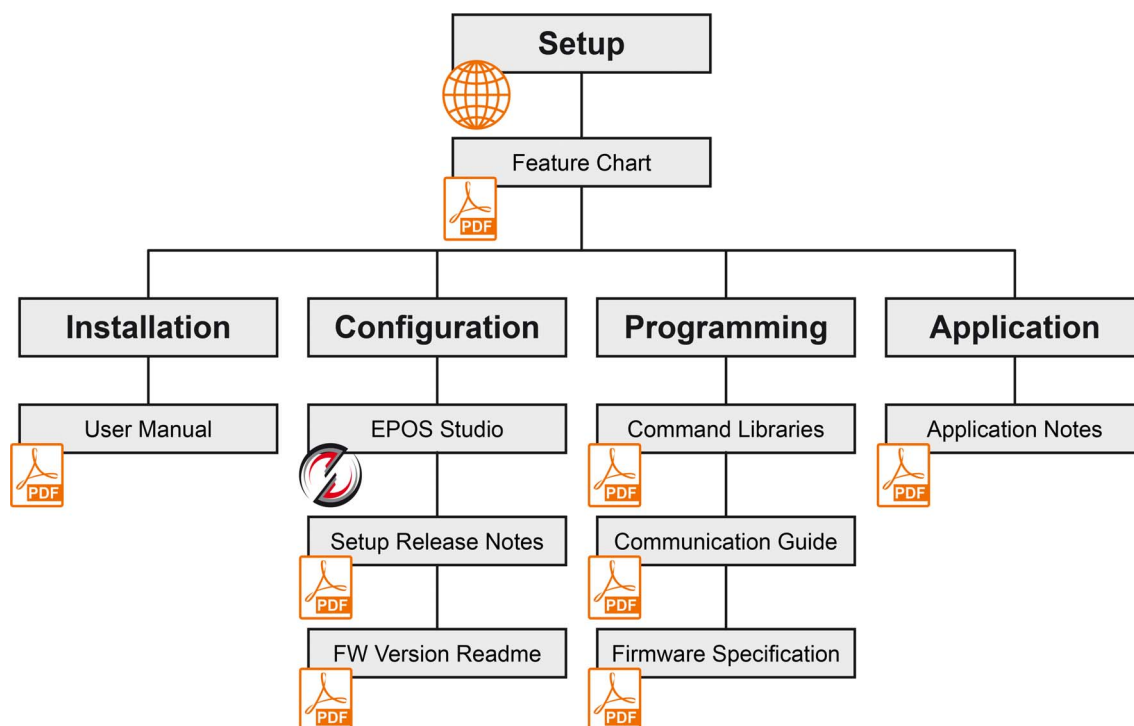 Setup
Feature Chart
PDF
Installation
Configuration
Programming
Application
User Manual
EPOS Studio
Command Libraries
Application Notes
PDF
PDF
PDF
Setup Release Notes
Communication Guide
PDF
PDF
FW Version Readme
Firmware Specification
PDF
PDF